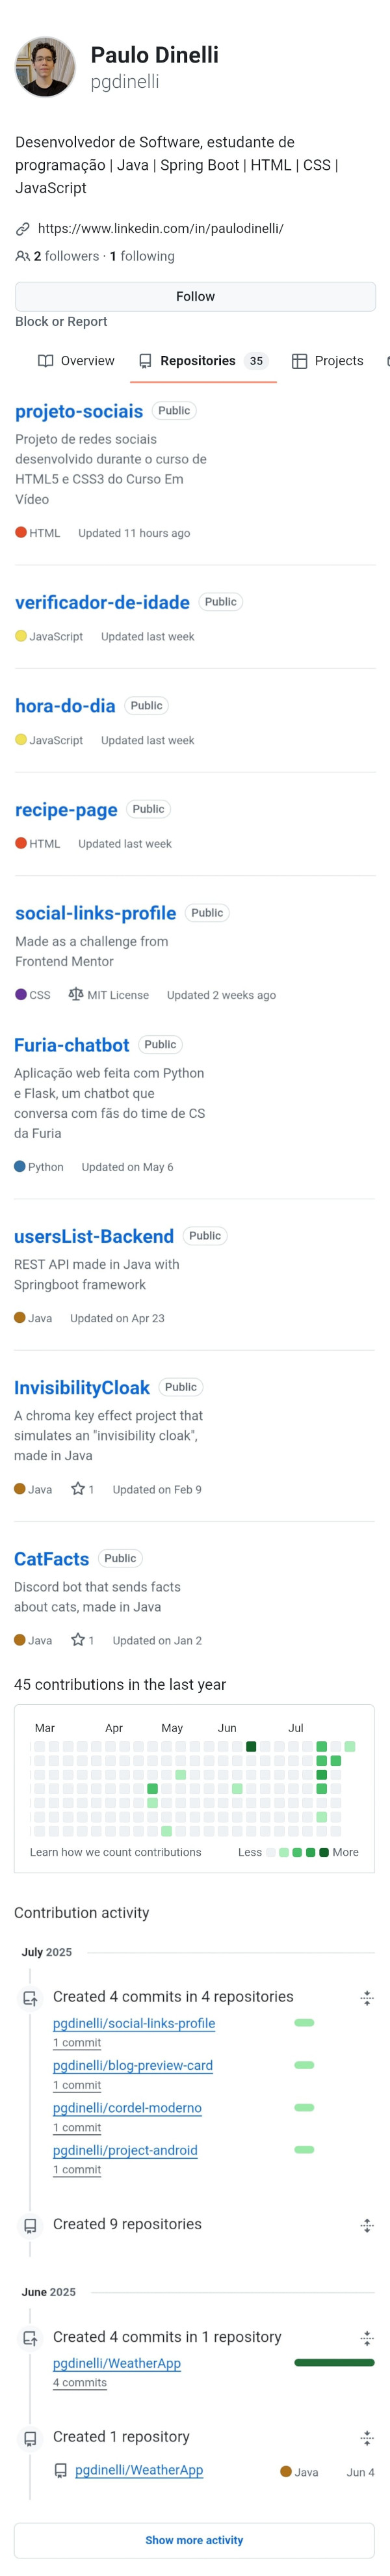 Paulo Dinelli
pgdinelli
Desenvolvedor de Software, estudante de
programação | Java | Spring Boot | HTML | CSS |
JavaScript
https://www.linkedin.com/in/paulodinelli/
2 followers · 1 following
Follow
Block or Report
Overview Repositories 35 Projects
projeto-sociais Public
Projeto de redes sociais
desenvolvido durante o curso de
HTML5 e CSS3 do Curso Em
Vídeo
HTML Updated 11 hours ago
verificador-de-idade Public
JavaScript Updated last week
hora-do-dia Public
JavaScript Updated last week
recipe-page Public
HTML Updated last week
social-links-profile Public
Made as a challenge from
Frontend Mentor
CSS MIT License Updated 2 weeks ago
Furia-chatbot Public
Aplicação web feita com Python
e Flask, um chatbot que
conversa com fãs do time de CS
da Furia
Python Updated on May 6
usersList-Backend Public
REST API made in Java with
Springboot framework
Java Updated on Apr 23
InvisibilityCloak Public
A chroma key effect project that
simulates an "invisibility cloak",
made in Java
Java 1 Updated on Feb 9
CatFacts Public
Discord bot that sends facts
about cats, made in Java
Java 1 Updated on Jan 2
45 contributions in the last year
Mar Apr May Jun Jul
Learn how we count contributions Less More
Contribution activity
July 2025
Created 4 commits in 4 repositories
pgdinelli/social-links-profile
1 commit
pgdinelli/blog-preview-card
1 commit
pgdinelli/cordel-moderno
1 commit
pgdinelli/project-android
1 commit
Created 9 repositories
June 2025
Created 4 commits in 1 repository
pgdinelli/WeatherApp
4 commits
Created 1 repository
pgdinelli/WeatherApp Java Jun 4
Show more activity